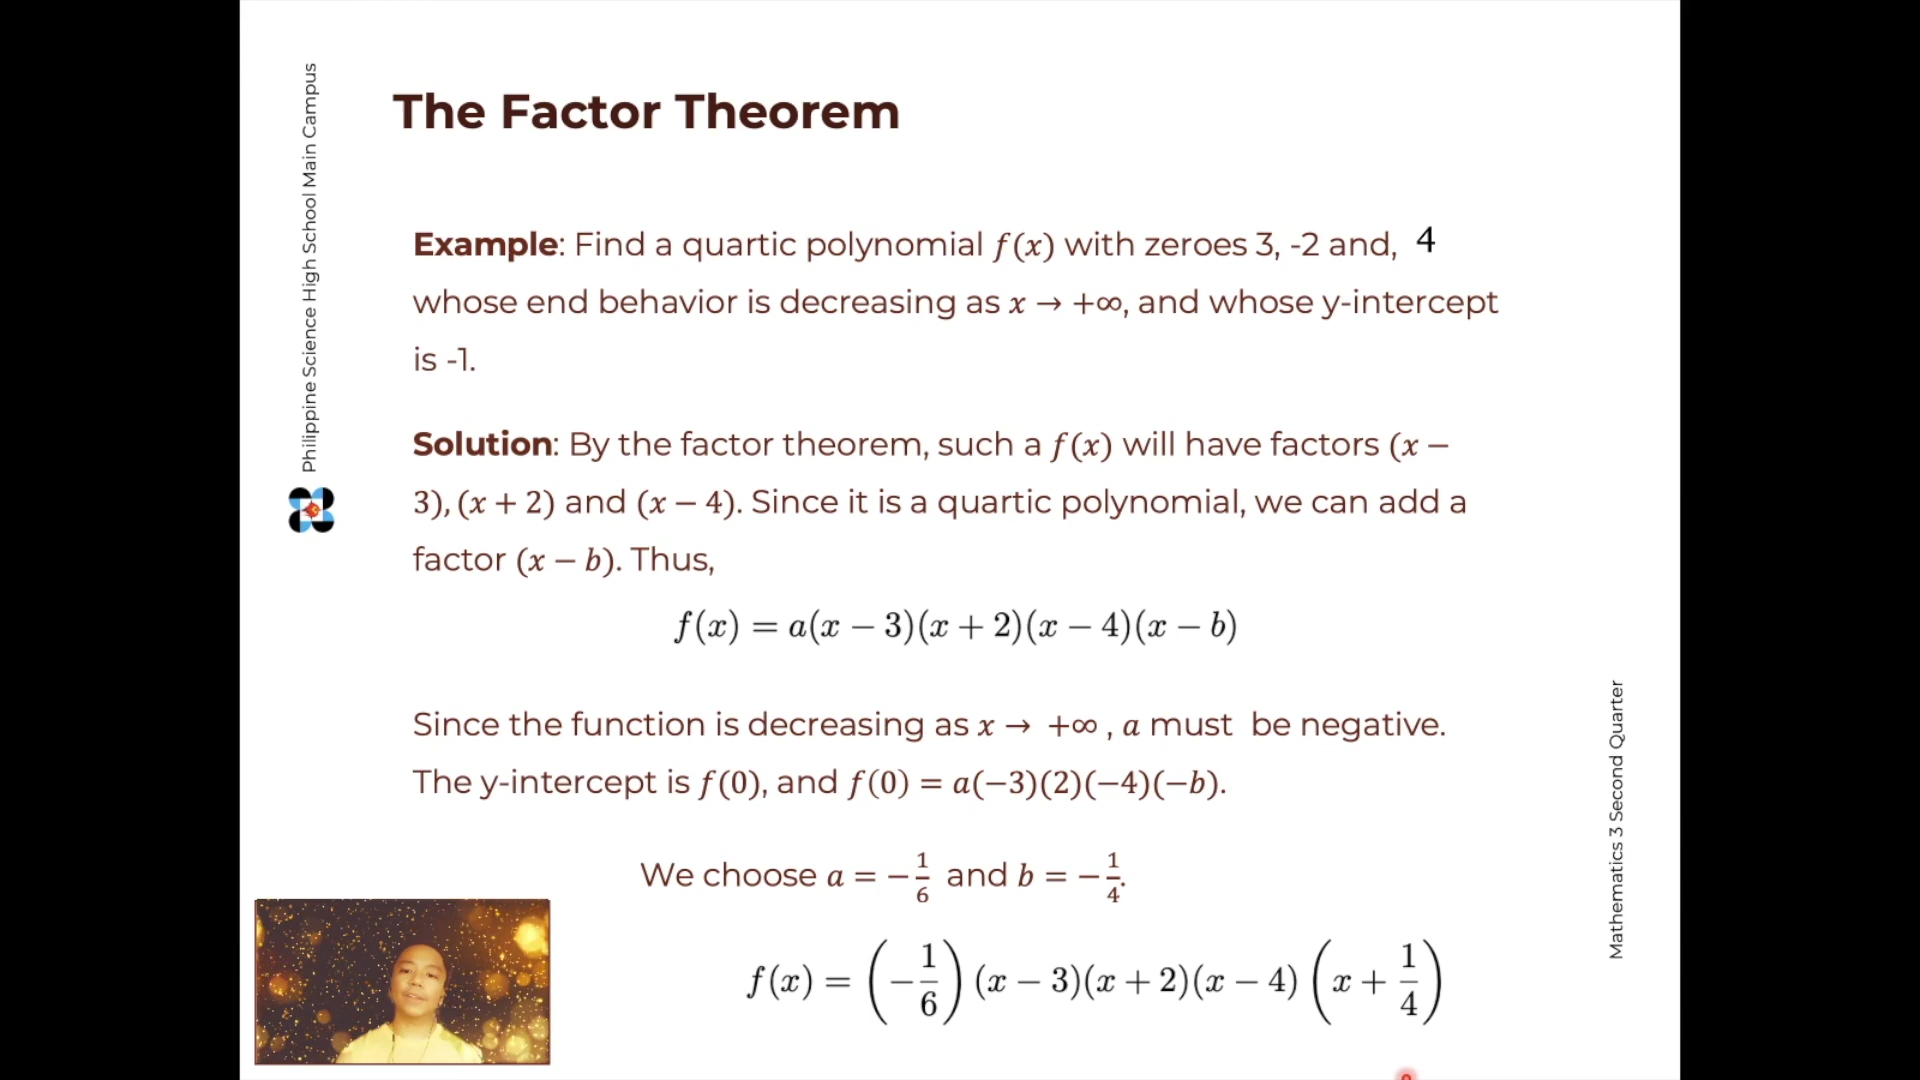 Philippine Science High School Main Campus
The Factor Theorem
Example: Find a quartic polynomial f(x) with zeroes 3, -2 and, 4
whose end behavior is decreasing as x → +∞, and whose y-intercept
is -1.
Solution: By the factor theorem, such a f(x) will have factors (x −
3), (x + 2) and (x − 4). Since it is a quartic polynomial, we can add a
factor (x − b). Thus,
f(x) = a(x − 3)(x + 2)(x − 4)(x − b)
Since the function is decreasing as x → +∞ , a must be negative.
The y-intercept is f(0), and f(0) = a(−3)(2)(−4)(−b).
We choose a = −1/6 and b = −1/4.
f(x) = (−1/6)(x − 3)(x + 2)(x − 4)(x + 1/4)
Mathematics 3 Second Quarter